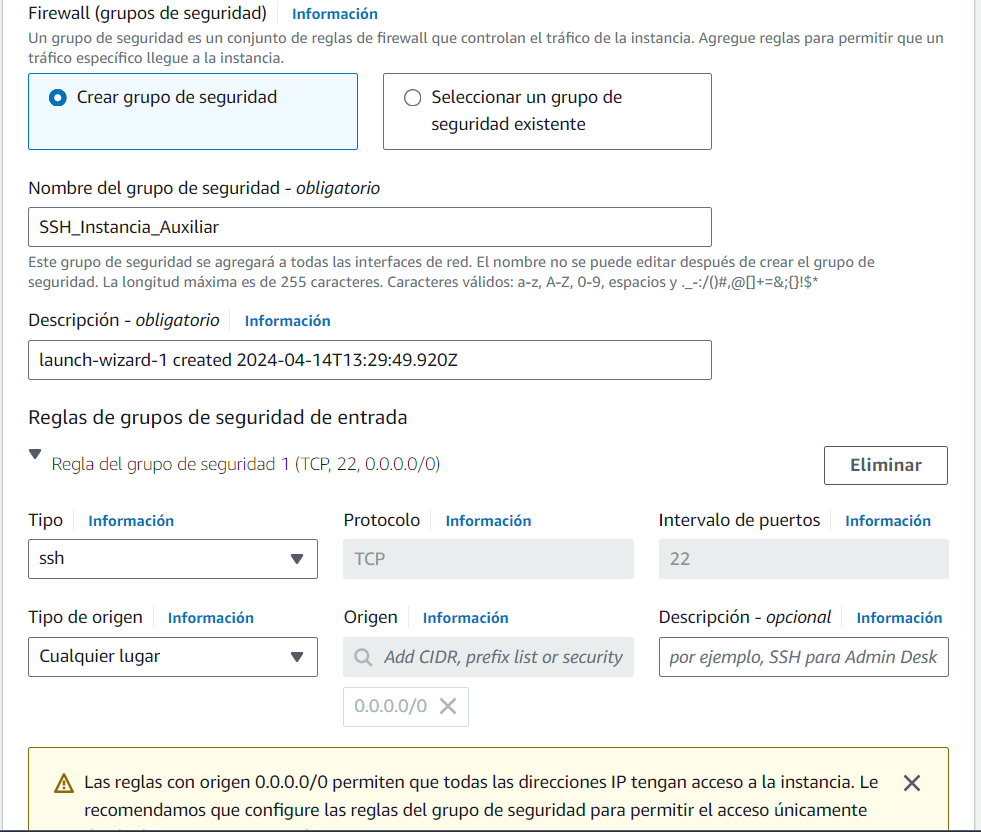 Firewall (grupos de seguridad) Información
Un grupo de seguridad es un conjunto de reglas de firewall que controlan el tráfico de la instancia. Agregue reglas para permitir que un
tráfico específico llegue a la instancia.
Crear grupo de seguridad
Seleccionar un grupo de
seguridad existente
Nombre del grupo de seguridad - obligatorio
SSH_Instancia_Auxiliar
Este grupo de seguridad se agregará a todas las interfaces de red. El nombre no se puede editar después de crear el grupo de
seguridad. La longitud máxima es de 255 caracteres. Caracteres válidos: a-z, A-Z, 0-9, espacios y ._-:/()#,@[]+=&;{}!$*
Descripción - obligatorio Información
launch-wizard-1 created 2024-04-14T13:29:49.920Z
Reglas de grupos de seguridad de entrada
Regla del grupo de seguridad 1 (TCP, 22, 0.0.0.0/0) Eliminar
Tipo Información Protocolo Información Intervalo de puertos Información
ssh TCP 22
Tipo de origen Información Origen Información Descripción - opcional Información
Cualquier lugar Add CIDR, prefix list or security por ejemplo, SSH para Admin Desk
0.0.0.0/0
Las reglas con origen 0.0.0.0/0 permiten que todas las direcciones IP tengan acceso a la instancia. Le
recomendamos que configure las reglas del grupo de seguridad para permitir el acceso únicamente